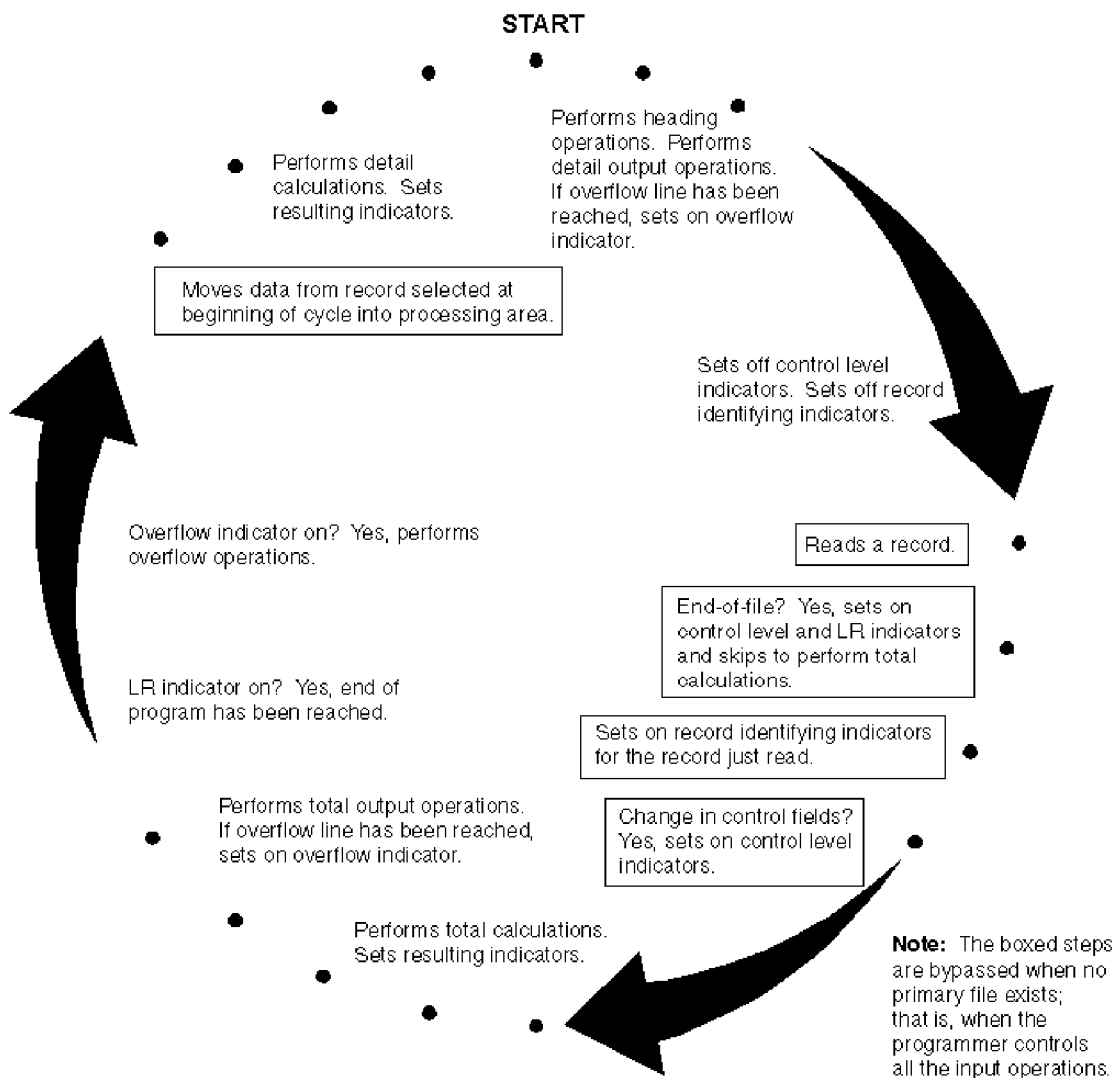 START
Performs heading
operations. Performs
detail output operations.
If overflow line has been
reached, sets on overflow
indicator.
Sets off control level
indicators. Sets off record
identifying indicators.
Reads a record.
End-of-file? Yes, sets on
control level and LR indicators
and skips to perform total
calculations.
Sets on record identifying indicators
for the record just read.
Change in control fields?
Yes, sets on control level
indicators.
Performs total calculations.
Sets resulting indicators.
Performs total output operations.
If overflow line has been reached,
sets on overflow indicator.
LR indicator on? Yes, end of
program has been reached.
Overflow indicator on? Yes, performs
overflow operations.
Moves data from record selected at
beginning of cycle into processing area.
Performs detail
calculations. Sets
resulting indicators.
Note: The boxed steps
are bypassed when no
primary file exists;
that is, when the
programmer controls
all the input operations.